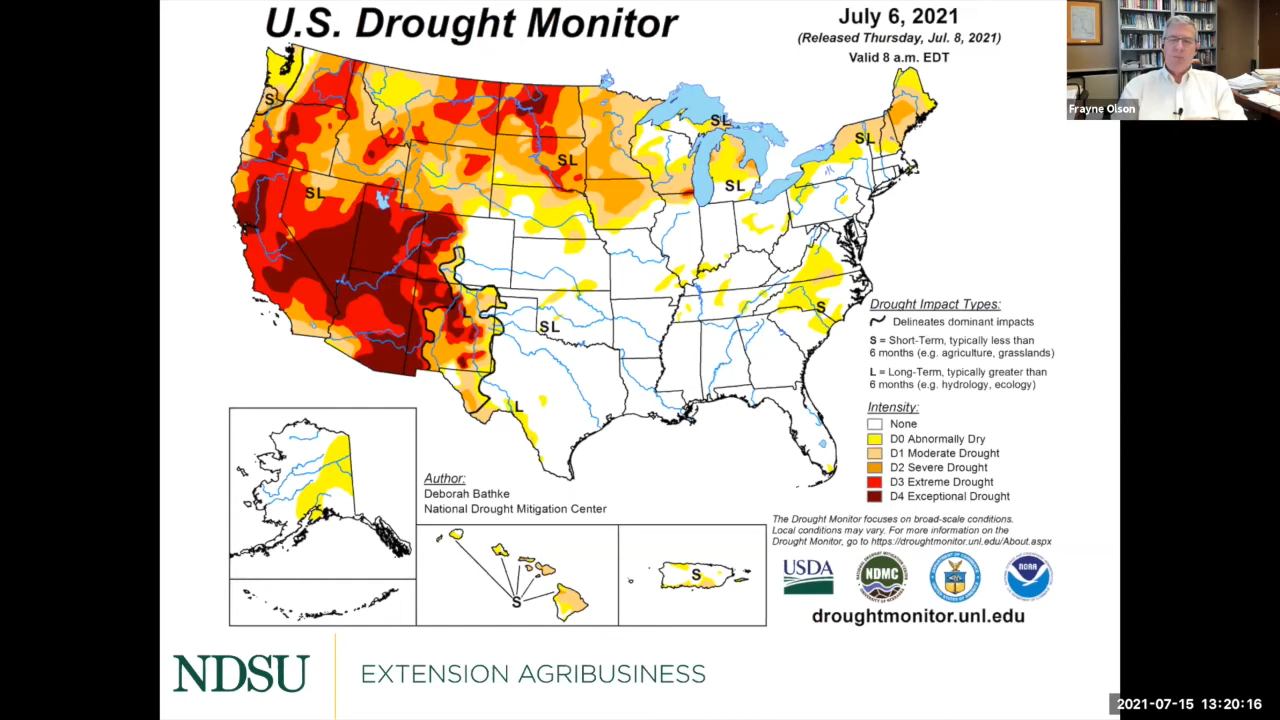 U.S. Drought Monitor
July 6, 2021
(Released Thursday, Jul. 8, 2021)
Valid 8 a.m. EDT
Frayne Olson
S
SL
SL
SL
SL
SL
SL
L
L
S
Drought Impact Types:
Delineates dominant impacts
S = Short-Term, typically less than
6 months (e.g. agriculture, grasslands)
L = Long-Term, typically greater than
6 months (e.g. hydrology, ecology)
Intensity:
None
D0 Abnormally Dry
D1 Moderate Drought
D2 Severe Drought
D3 Extreme Drought
D4 Exceptional Drought
Author:
Deborah Bathke
National Drought Mitigation Center
S
S
The Drought Monitor focuses on broad-scale conditions.
Local conditions may vary. For more information on the
Drought Monitor, go to https://droughtmonitor.unl.edu/About.aspx
USDA
NDMC
NOAA
droughtmonitor.unl.edu
NDSU
EXTENSION AGRIBUSINESS
2021-07-15 13:20:16